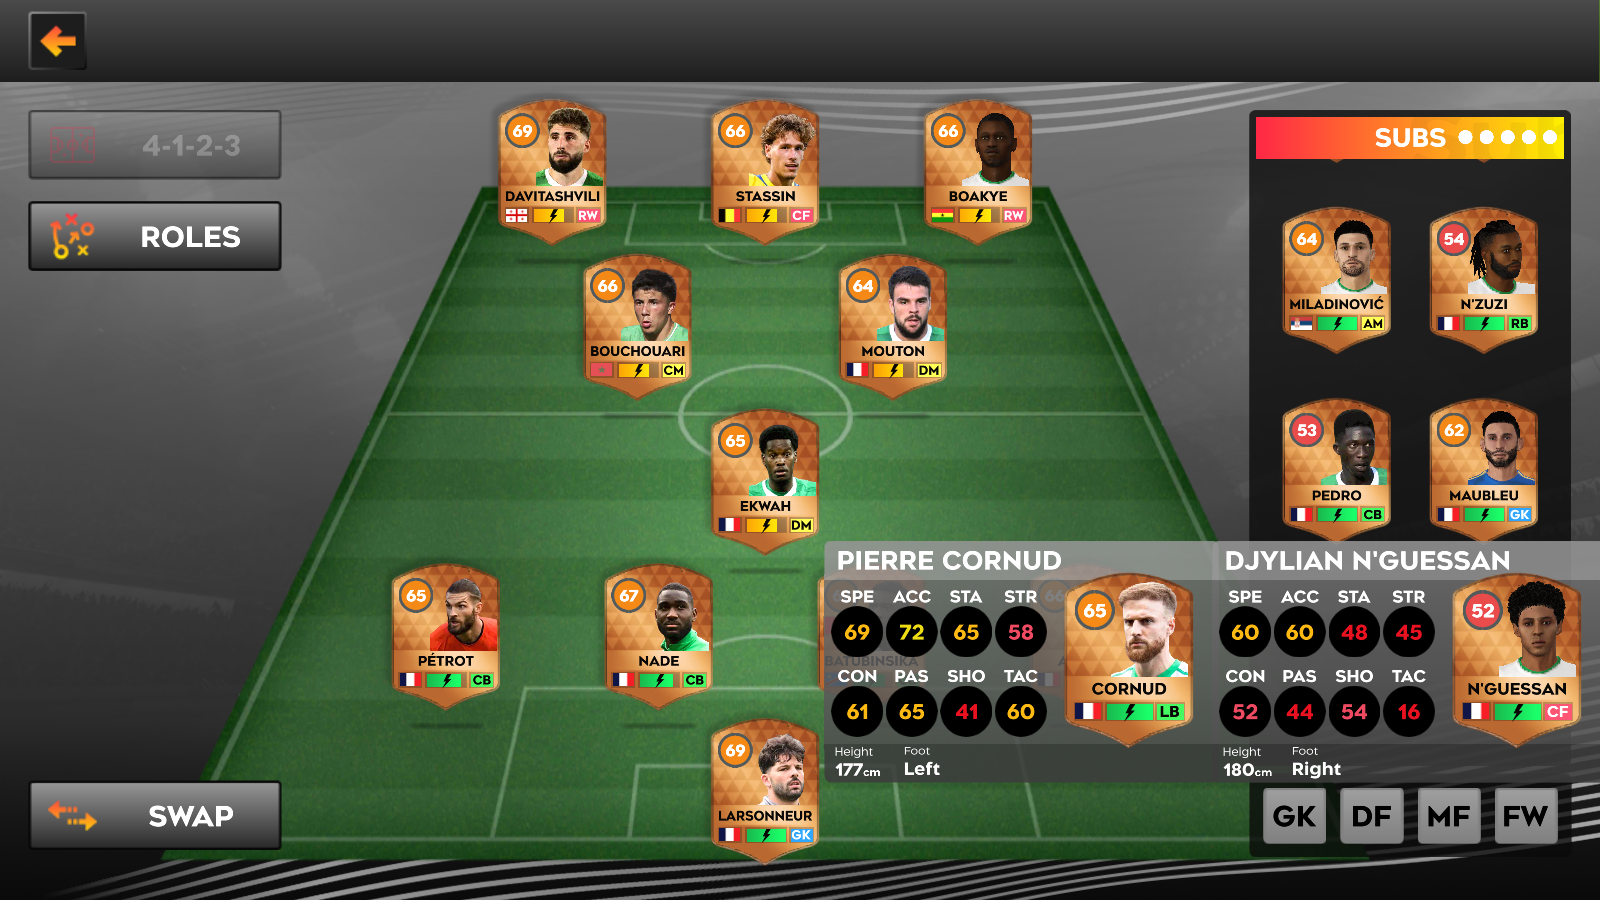 4-1-2-3
ROLES
SWAP
69
DAVITASHVILI
RW
66
STASSIN
CF
66
BOAKYE
RW
66
BOUCHOUARI
CM
64
MOUTON
DM
65
EKWAH
DM
65
PÉTROT
CB
67
NADE
CB
BATUBINSIKA
66
69
LARSONNEUR
GK
SUBS
64
MILADINOVIĆ
AM
54
N'ZUZI
RB
53
PEDRO
CB
62
MAUBLEU
GK
PIERRE CORNUD
SPE ACC STA STR
69 72 65 58
CON PAS SHO TAC
61 65 41 60
Height Foot
177cm Left
65
CORNUD
LB
DJYLIAN N'GUESSAN
SPE ACC STA STR
60 60 48 45
CON PAS SHO TAC
52 44 54 16
Height Foot
180cm Right
52
N'GUESSAN
CF
GK DF MF FW